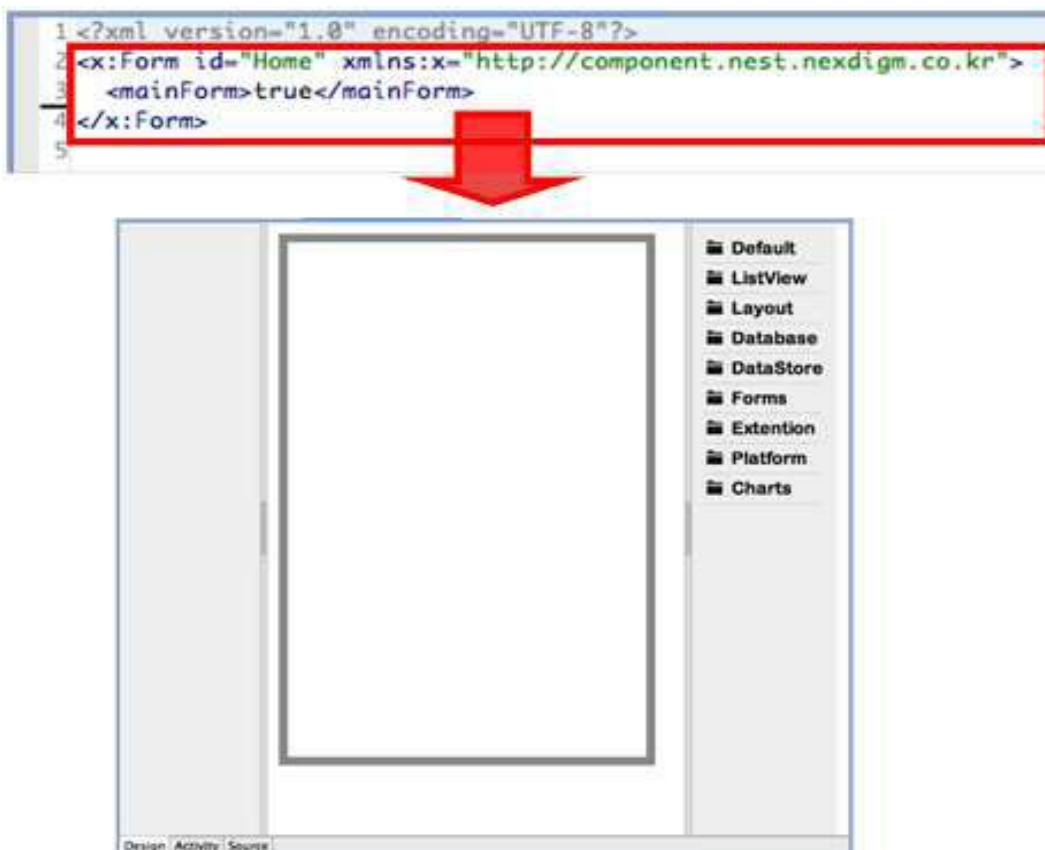 1 <?xml version="1.0" encoding="UTF-8"?>
2 <x:Form id="Home" xmlns:x="http://component.nest.nexdigm.co.kr">
3 <mainForm>true</mainForm>
4 </x:Form>
5
Default
ListView
Layout
Database
DataStore
Forms
Extention
Platform
Charts
Design Activity Source